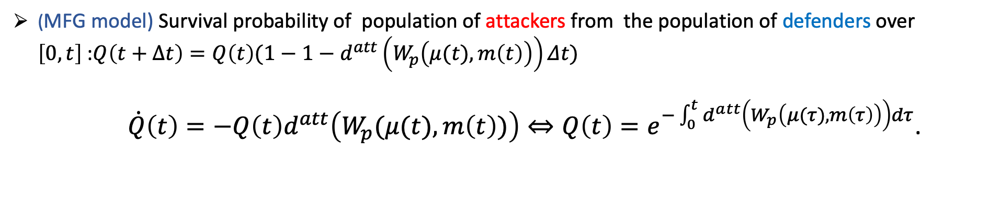 ➢ (MFG model) Survival probability of population of attackers from the population of defenders over
[0, t] :Q(t + Δt) = Q(t)(1 − 1 − d^{att}(W_p(μ(t), m(t)))Δt)
Q̇(t) = −Q(t)d^{att}(W_p(μ(t), m(t))) ⇔ Q(t) = e^{− ∫_0^t d^{att}(W_p(μ(τ),m(τ)))dτ}.